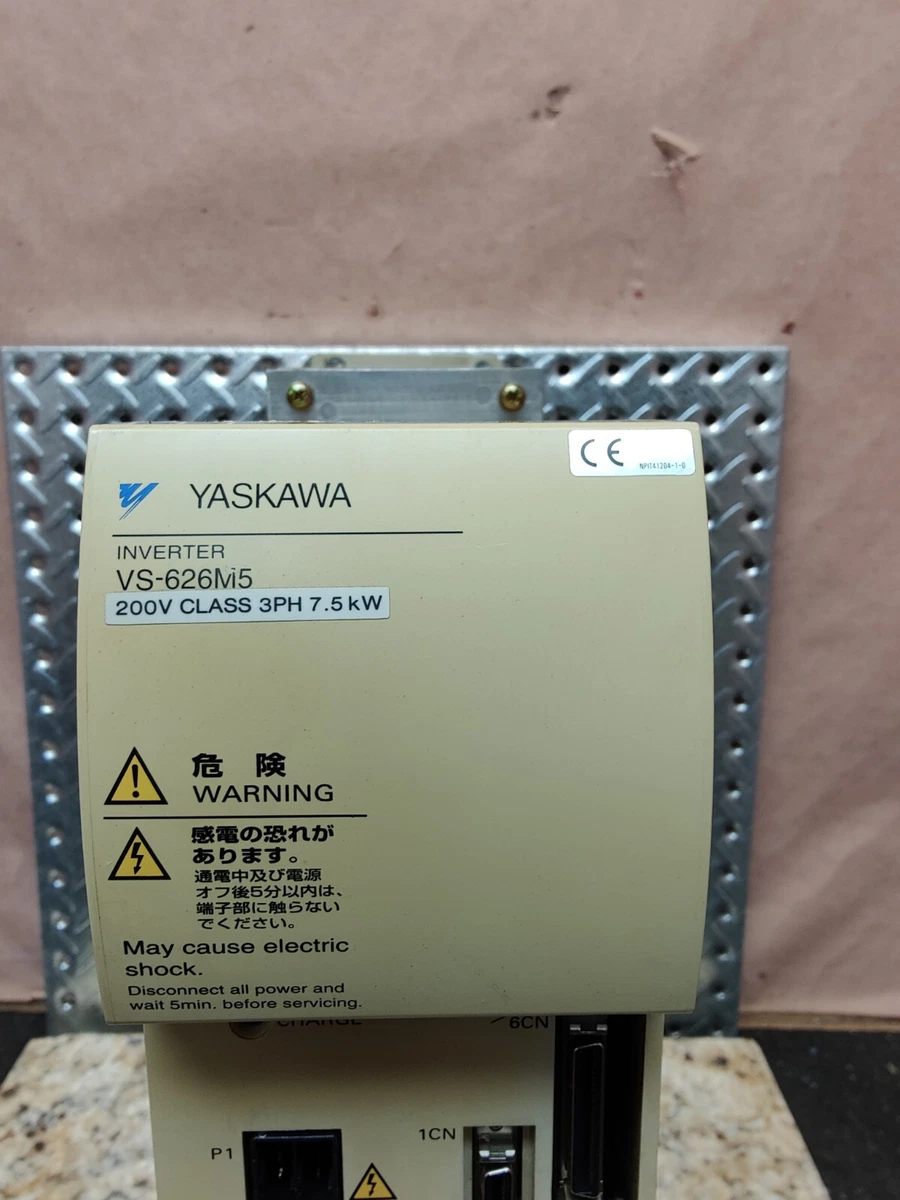 CE
NPIT41204-1-0
YASKAWA
INVERTER
VS-626M5
200V CLASS 3PH 7.5kW
危 険
WARNING
感電の恐れが
あります。
通電中及び電源
オフ後5分以内は、
端子部に触らない
でください。
May cause electric
shock.
Disconnect all power and
wait 5min. before servicing.
CHARGE
6CN
1CN
P1